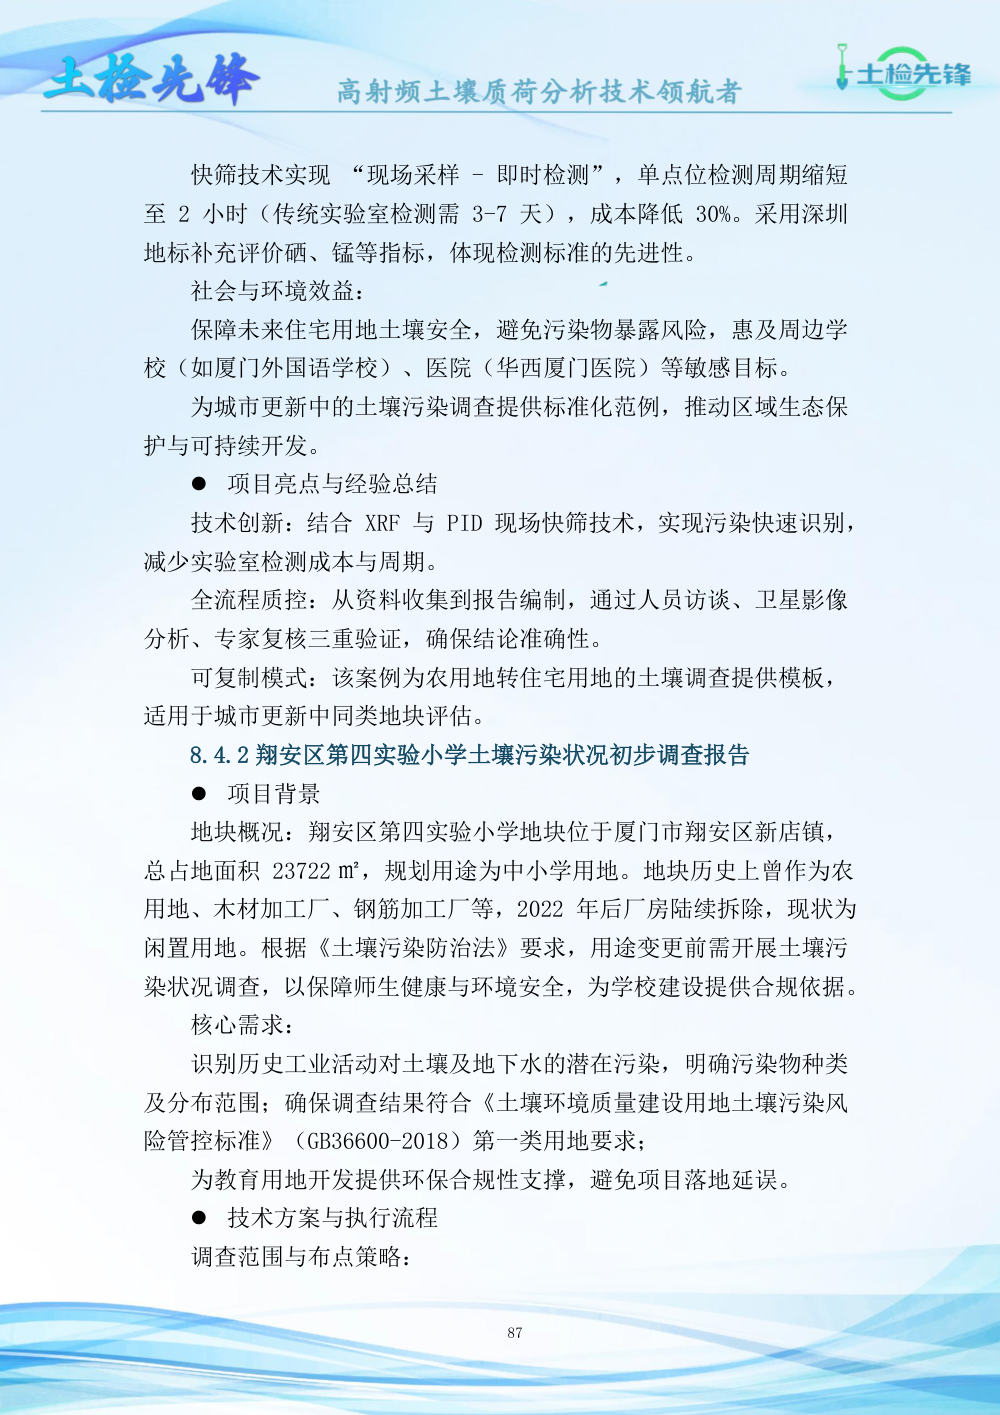 土检先锋
高射频土壤质荷分析技术领航者
土检先锋
快筛技术实现 “现场采样 - 即时检测”，单点位检测周期缩短
至 2 小时（传统实验室检测需 3-7 天），成本降低 30%。采用深圳
地标补充评价硒、锰等指标，体现检测标准的先进性。
社会与环境效益：
保障未来住宅用地土壤安全，避免污染物暴露风险，惠及周边学
校（如厦门外国语学校）、医院（华西厦门医院）等敏感目标。
为城市更新中的土壤污染调查提供标准化范例，推动区域生态保
护与可持续开发。
● 项目亮点与经验总结
技术创新：结合 XRF 与 PID 现场快筛技术，实现污染快速识别，
减少实验室检测成本与周期。
全流程质控：从资料收集到报告编制，通过人员访谈、卫星影像
分析、专家复核三重验证，确保结论准确性。
可复制模式：该案例为农用地转住宅用地的土壤调查提供模板，
适用于城市更新中同类地块评估。
8.4.2 翔安区第四实验小学土壤污染状况初步调查报告
● 项目背景
地块概况：翔安区第四实验小学地块位于厦门市翔安区新店镇，
总占地面积 23722 ㎡，规划用途为中小学用地。地块历史上曾作为农
用地、木材加工厂、钢筋加工厂等，2022 年后厂房陆续拆除，现状为
闲置用地。根据《土壤污染防治法》要求，用途变更前需开展土壤污
染状况调查，以保障师生健康与环境安全，为学校建设提供合规依据。
核心需求：
识别历史工业活动对土壤及地下水的潜在污染，明确污染物种类
及分布范围；确保调查结果符合《土壤环境质量建设用地土壤污染风
险管控标准》（GB36600-2018）第一类用地要求；
为教育用地开发提供环保合规性支撑，避免项目落地延误。
● 技术方案与执行流程
调查范围与布点策略：
87